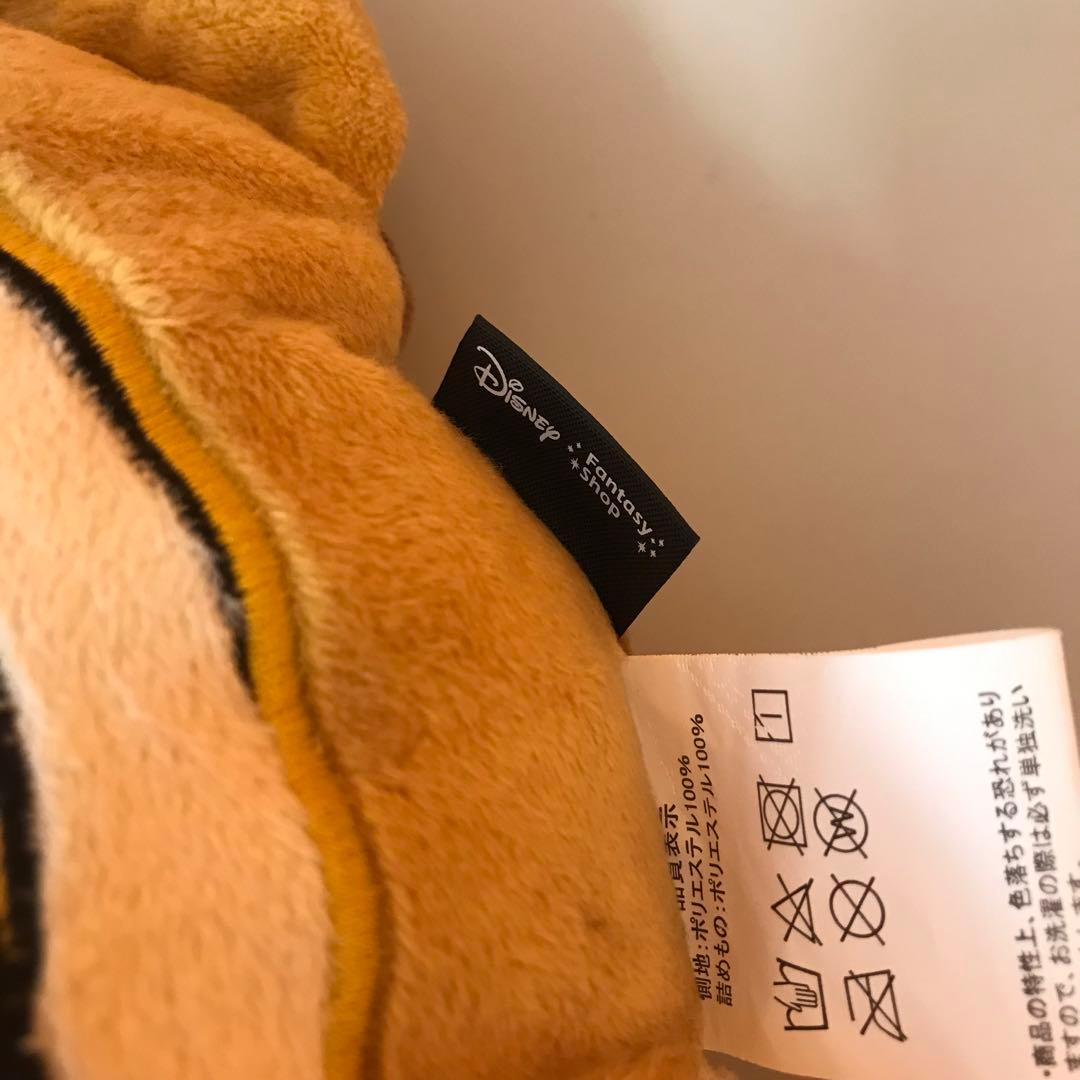 Disney
Fantasy
Shop
品質表示
側地:ポリエステル100%
詰めもの:ポリエステル100%
・商品の特性上、色落ちする恐れがあり
ますので、お洗濯の際は必ず単独洗い